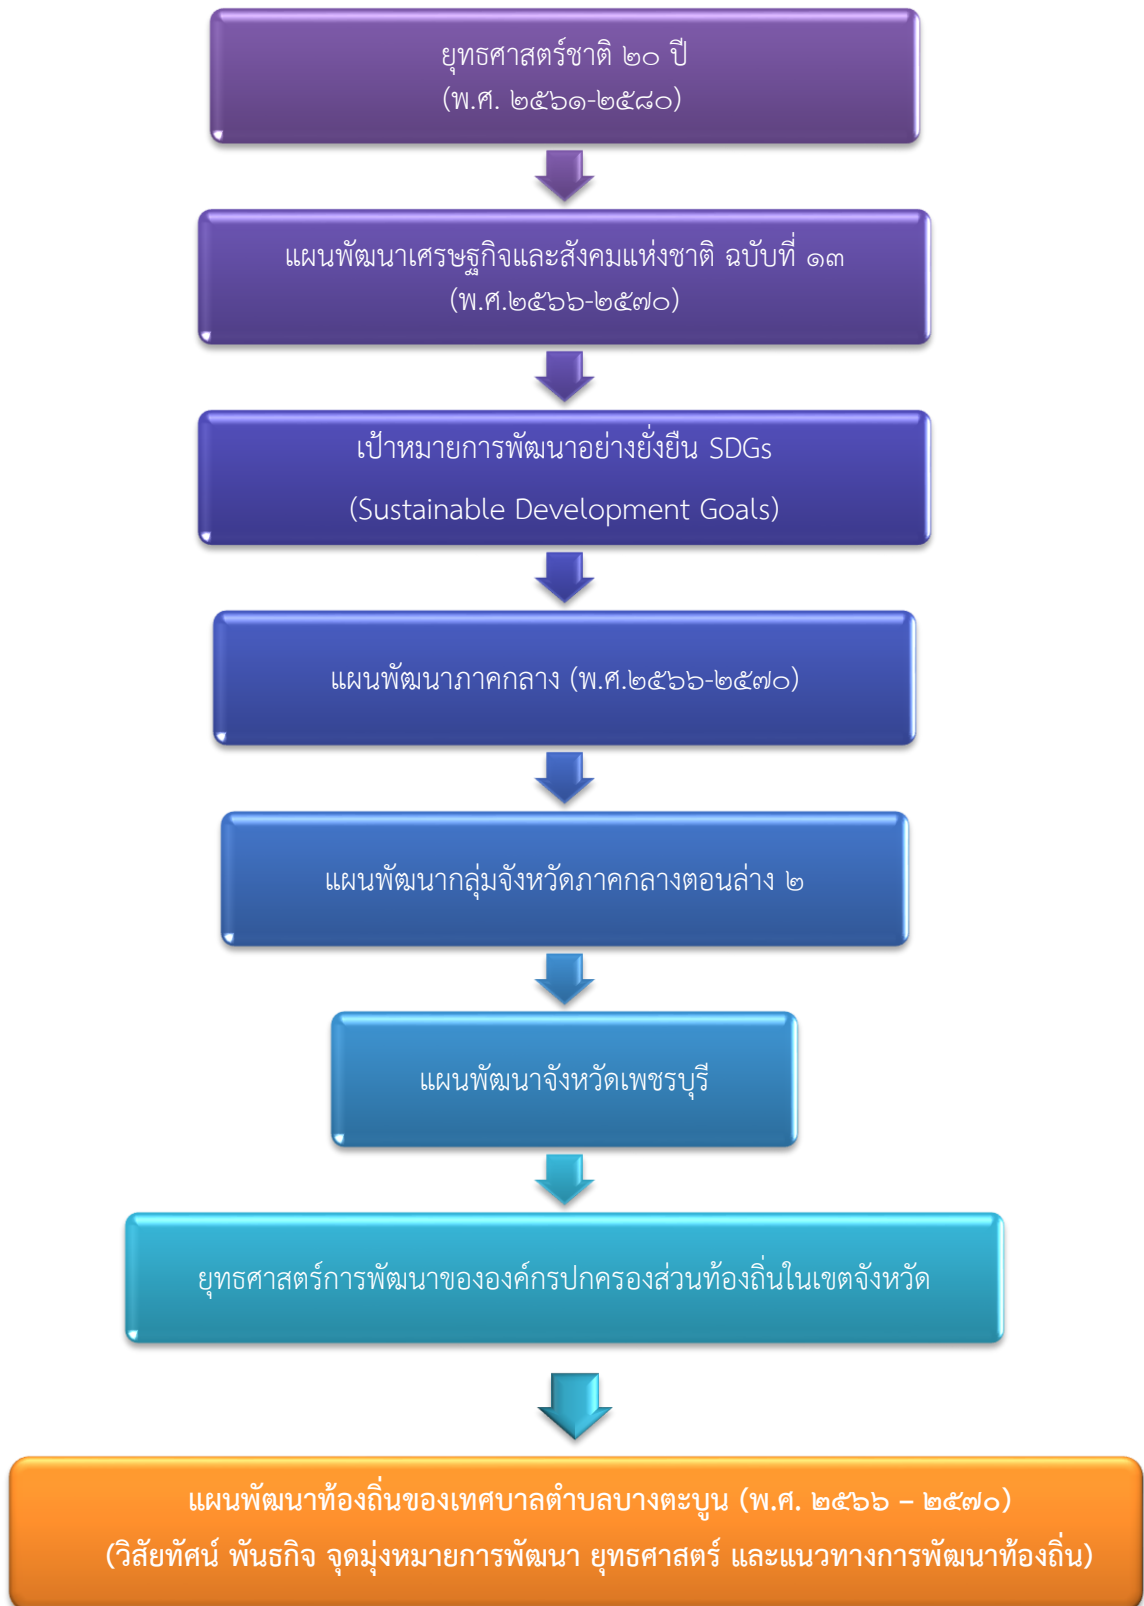 ยุทธศาสตร์ชาติ ๒๐ ปี
(พ.ศ. ๒๕๖๑-๒๕๘๐)
แผนพัฒนาเศรษฐกิจและสังคมแห่งชาติ ฉบับที่ ๑๓
(พ.ศ.๒๕๖๖-๒๕๗๐)
เป้าหมายการพัฒนาอย่างยั่งยืน SDGs
(Sustainable Development Goals)
แผนพัฒนาภาคกลาง (พ.ศ.๒๕๖๖-๒๕๗๐)
แผนพัฒนากลุ่มจังหวัดภาคกลางตอนล่าง ๒
แผนพัฒนาจังหวัดเพชรบุรี
ยุทธศาสตร์การพัฒนาขององค์กรปกครองส่วนท้องถิ่นในเขตจังหวัด
แผนพัฒนาท้องถิ่นของเทศบาลตำบลบางตะบูน (พ.ศ. ๒๕๖๖ – ๒๕๗๐)
(วิสัยทัศน์ พันธกิจ จุดมุ่งหมายการพัฒนา ยุทธศาสตร์ และแนวทางการพัฒนาท้องถิ่น)